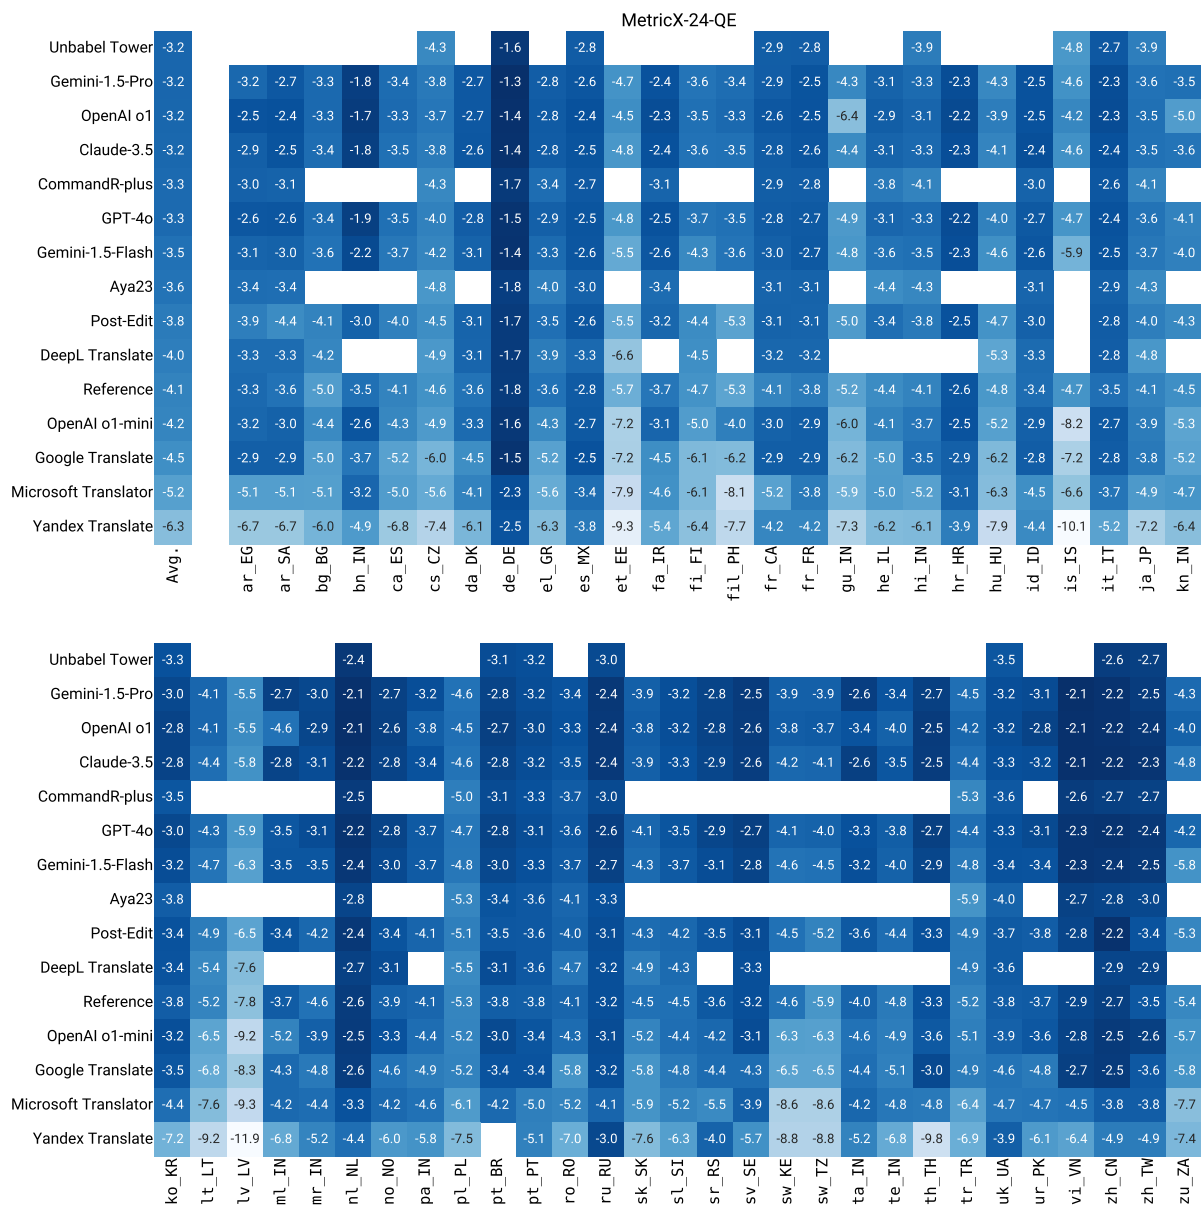 MetricX-24-QE
Unbabel Tower -3.2 -4.3 -1.6 -2.8 -2.9 -2.8 -3.9 -4.8 -2.7 -3.9
Gemini-1.5-Pro -3.2 -3.2 -2.7 -3.3 -1.8 -3.4 -3.8 -2.7 -1.3 -2.8 -2.6 -4.7 -2.4 -3.6 -3.4 -2.9 -2.5 -4.3 -3.1 -3.3 -2.3 -4.3 -2.5 -4.6 -2.3 -3.6 -3.5
OpenAI o1 -3.2 -2.5 -2.4 -3.3 -1.7 -3.3 -3.7 -2.7 -1.4 -2.8 -2.4 -4.5 -2.3 -3.5 -3.3 -2.6 -2.5 -6.4 -2.9 -3.1 -2.2 -3.9 -2.5 -4.2 -2.3 -3.5 -5.0
Claude-3.5 -3.2 -2.9 -2.5 -3.4 -1.8 -3.5 -3.8 -2.6 -1.4 -2.8 -2.5 -4.8 -2.4 -3.6 -3.5 -2.8 -2.6 -4.4 -3.1 -3.3 -2.3 -4.1 -2.4 -4.6 -2.4 -3.5 -3.6
CommandR-plus -3.3 -3.0 -3.1 -4.3 -1.7 -3.4 -2.7 -3.1 -2.9 -2.8 -3.8 -4.1 -3.0 -2.6 -4.1
GPT-4o -3.3 -2.6 -2.6 -3.4 -1.9 -3.5 -4.0 -2.8 -1.5 -2.9 -2.5 -4.8 -2.5 -3.7 -3.5 -2.8 -2.7 -4.9 -3.1 -3.3 -2.2 -4.0 -2.7 -4.7 -2.4 -3.6 -4.1
Gemini-1.5-Flash -3.5 -3.1 -3.0 -3.6 -2.2 -3.7 -4.2 -3.1 -1.4 -3.3 -2.6 -5.5 -2.6 -4.3 -3.6 -3.0 -2.7 -4.8 -3.6 -3.5 -2.3 -4.6 -2.6 -5.9 -2.5 -3.7 -4.0
Aya23 -3.6 -3.4 -3.4 -4.8 -1.8 -4.0 -3.0 -3.4 -3.1 -3.1 -4.4 -4.3 -3.1 -2.9 -4.3
Post-Edit -3.8 -3.9 -4.4 -4.1 -3.0 -4.0 -4.5 -3.1 -1.7 -3.5 -2.6 -5.5 -3.2 -4.4 -5.3 -3.1 -3.1 -5.0 -3.4 -3.8 -2.5 -4.7 -3.0 -2.8 -4.0 -4.3
DeepL Translate -4.0 -3.3 -3.3 -4.2 -4.9 -3.1 -1.7 -3.9 -3.3 -6.6 -4.5 -3.2 -3.2 -5.3 -3.3 -2.8 -4.8
Reference -4.1 -3.3 -3.6 -5.0 -3.5 -4.1 -4.6 -3.6 -1.8 -3.6 -2.8 -5.7 -3.7 -4.7 -5.3 -4.1 -3.8 -5.2 -4.4 -4.1 -2.6 -4.8 -3.4 -4.7 -3.5 -4.1 -4.5
OpenAI o1-mini -4.2 -3.2 -3.0 -4.4 -2.6 -4.3 -4.9 -3.3 -1.6 -4.3 -2.7 -7.2 -3.1 -5.0 -4.0 -3.0 -2.9 -6.0 -4.1 -3.7 -2.5 -5.2 -2.9 -8.2 -2.7 -3.9 -5.3
Google Translate -4.5 -2.9 -2.9 -5.0 -3.7 -5.2 -6.0 -4.5 -1.5 -5.2 -2.5 -7.2 -4.5 -6.1 -6.2 -2.9 -2.9 -6.2 -5.0 -3.5 -2.9 -6.2 -2.8 -7.2 -2.8 -3.8 -5.2
Microsoft Translator -5.2 -5.1 -5.1 -5.1 -3.2 -5.0 -5.6 -4.1 -2.3 -5.6 -3.4 -7.9 -4.6 -6.1 -8.1 -5.2 -3.8 -5.9 -5.0 -5.2 -3.1 -6.3 -4.5 -6.6 -3.7 -4.9 -4.7
Yandex Translate -6.3 -6.7 -6.7 -6.0 -4.9 -6.8 -7.4 -6.1 -2.5 -6.3 -3.8 -9.3 -5.4 -6.4 -7.7 -4.2 -4.2 -7.3 -6.2 -6.1 -3.9 -7.9 -4.4 -10.1 -5.2 -7.2 -6.4
Avg. ar_EG ar_SA bg_BG bn_IN ca_ES cs_CZ da_DK de_DE el_GR es_MX et_EE fa_IR fi_FI fil_PH fr_CA fr_FR gu_IN he_IL hi_IN hr_HR hu_HU id_ID is_IS it_IT ja_JP kn_IN
Unbabel Tower -3.3 -2.4 -3.1 -3.2 -3.0 -3.5 -2.6 -2.7
Gemini-1.5-Pro -3.0 -4.1 -5.5 -2.7 -3.0 -2.1 -2.7 -3.2 -4.6 -2.8 -3.2 -3.4 -2.4 -3.9 -3.2 -2.8 -2.5 -3.9 -3.9 -2.6 -3.4 -2.7 -4.5 -3.2 -3.1 -2.1 -2.2 -2.5 -4.3
OpenAI o1 -2.8 -4.1 -5.5 -4.6 -2.9 -2.1 -2.6 -3.8 -4.5 -2.7 -3.0 -3.3 -2.4 -3.8 -3.2 -2.8 -2.6 -3.8 -3.7 -3.4 -4.0 -2.5 -4.2 -3.2 -2.8 -2.1 -2.2 -2.4 -4.0
Claude-3.5 -2.8 -4.4 -5.8 -2.8 -3.1 -2.2 -2.8 -3.4 -4.6 -2.8 -3.2 -3.5 -2.4 -3.9 -3.3 -2.9 -2.6 -4.2 -4.1 -2.6 -3.5 -2.5 -4.4 -3.3 -3.2 -2.1 -2.2 -2.3 -4.8
CommandR-plus -3.5 -2.5 -5.0 -3.1 -3.3 -3.7 -3.0 -5.3 -3.6 -2.6 -2.7 -2.7
GPT-4o -3.0 -4.3 -5.9 -3.5 -3.1 -2.2 -2.8 -3.7 -4.7 -2.8 -3.1 -3.6 -2.6 -4.1 -3.5 -2.9 -2.7 -4.1 -4.0 -3.3 -3.8 -2.7 -4.4 -3.3 -3.1 -2.3 -2.2 -2.4 -4.2
Gemini-1.5-Flash -3.2 -4.7 -6.3 -3.5 -3.5 -2.4 -3.0 -3.7 -4.8 -3.0 -3.3 -3.7 -2.7 -4.3 -3.7 -3.1 -2.8 -4.6 -4.5 -3.2 -4.0 -2.9 -4.8 -3.4 -3.4 -2.3 -2.4 -2.5 -5.8
Aya23 -3.8 -2.8 -5.3 -3.4 -3.6 -4.1 -3.3 -5.9 -4.0 -2.7 -2.8 -3.0
Post-Edit -3.4 -4.9 -6.5 -3.4 -4.2 -2.4 -3.4 -4.1 -5.1 -3.5 -3.6 -4.0 -3.1 -4.3 -4.2 -3.5 -3.1 -4.5 -5.2 -3.6 -4.4 -3.3 -4.9 -3.7 -3.8 -2.8 -2.2 -3.4 -5.3
DeepL Translate -3.4 -5.4 -7.6 -2.7 -3.1 -5.5 -3.1 -3.6 -4.7 -3.2 -4.9 -4.3 -3.3 -4.9 -3.6 -2.9 -2.9
Reference -3.8 -5.2 -7.8 -3.7 -4.6 -2.6 -3.9 -4.1 -5.3 -3.8 -3.8 -4.1 -3.2 -4.5 -4.5 -3.6 -3.2 -4.6 -5.9 -4.0 -4.8 -3.3 -5.2 -3.8 -3.7 -2.9 -2.7 -3.5 -5.4
OpenAI o1-mini -3.2 -6.5 -9.2 -5.2 -3.9 -2.5 -3.3 -4.4 -5.2 -3.0 -3.4 -4.3 -3.1 -5.2 -4.4 -4.2 -3.1 -6.3 -6.3 -4.6 -4.9 -3.6 -5.1 -3.9 -3.6 -2.8 -2.5 -2.6 -5.7
Google Translate -3.5 -6.8 -8.3 -4.3 -4.8 -2.6 -4.6 -4.9 -5.2 -3.4 -3.4 -5.8 -3.2 -5.8 -4.8 -4.4 -4.3 -6.5 -6.5 -4.4 -5.1 -3.0 -4.9 -4.6 -4.8 -2.7 -2.5 -3.6 -5.8
Microsoft Translator -4.4 -7.6 -9.3 -4.2 -4.4 -3.3 -4.2 -4.6 -6.1 -4.2 -5.0 -5.2 -4.1 -5.9 -5.2 -5.5 -3.9 -8.6 -8.6 -4.2 -4.8 -4.8 -6.4 -4.7 -4.7 -4.5 -3.8 -3.8 -7.7
Yandex Translate -7.2 -9.2 -11.9 -6.8 -5.2 -4.4 -6.0 -5.8 -7.5 -5.1 -7.0 -3.0 -7.6 -6.3 -4.0 -5.7 -8.8 -8.8 -5.2 -6.1 -9.8 -6.9 -3.9 -6.1 -6.4 -4.9 -4.9 -7.4
ko_KR lt_LT lv_LV ml_IN mr_IN nl_NL no_NO pa_IN pl_PL pt_BR pt_PT ro_RO ru_RU sk_SK sl_SI sr_RS sv_SE sw_KE sw_TZ ta_IN te_IN th_TH tr_TR uk_UA ur_PK vi_VN zh_CN zh_TW zu_ZA